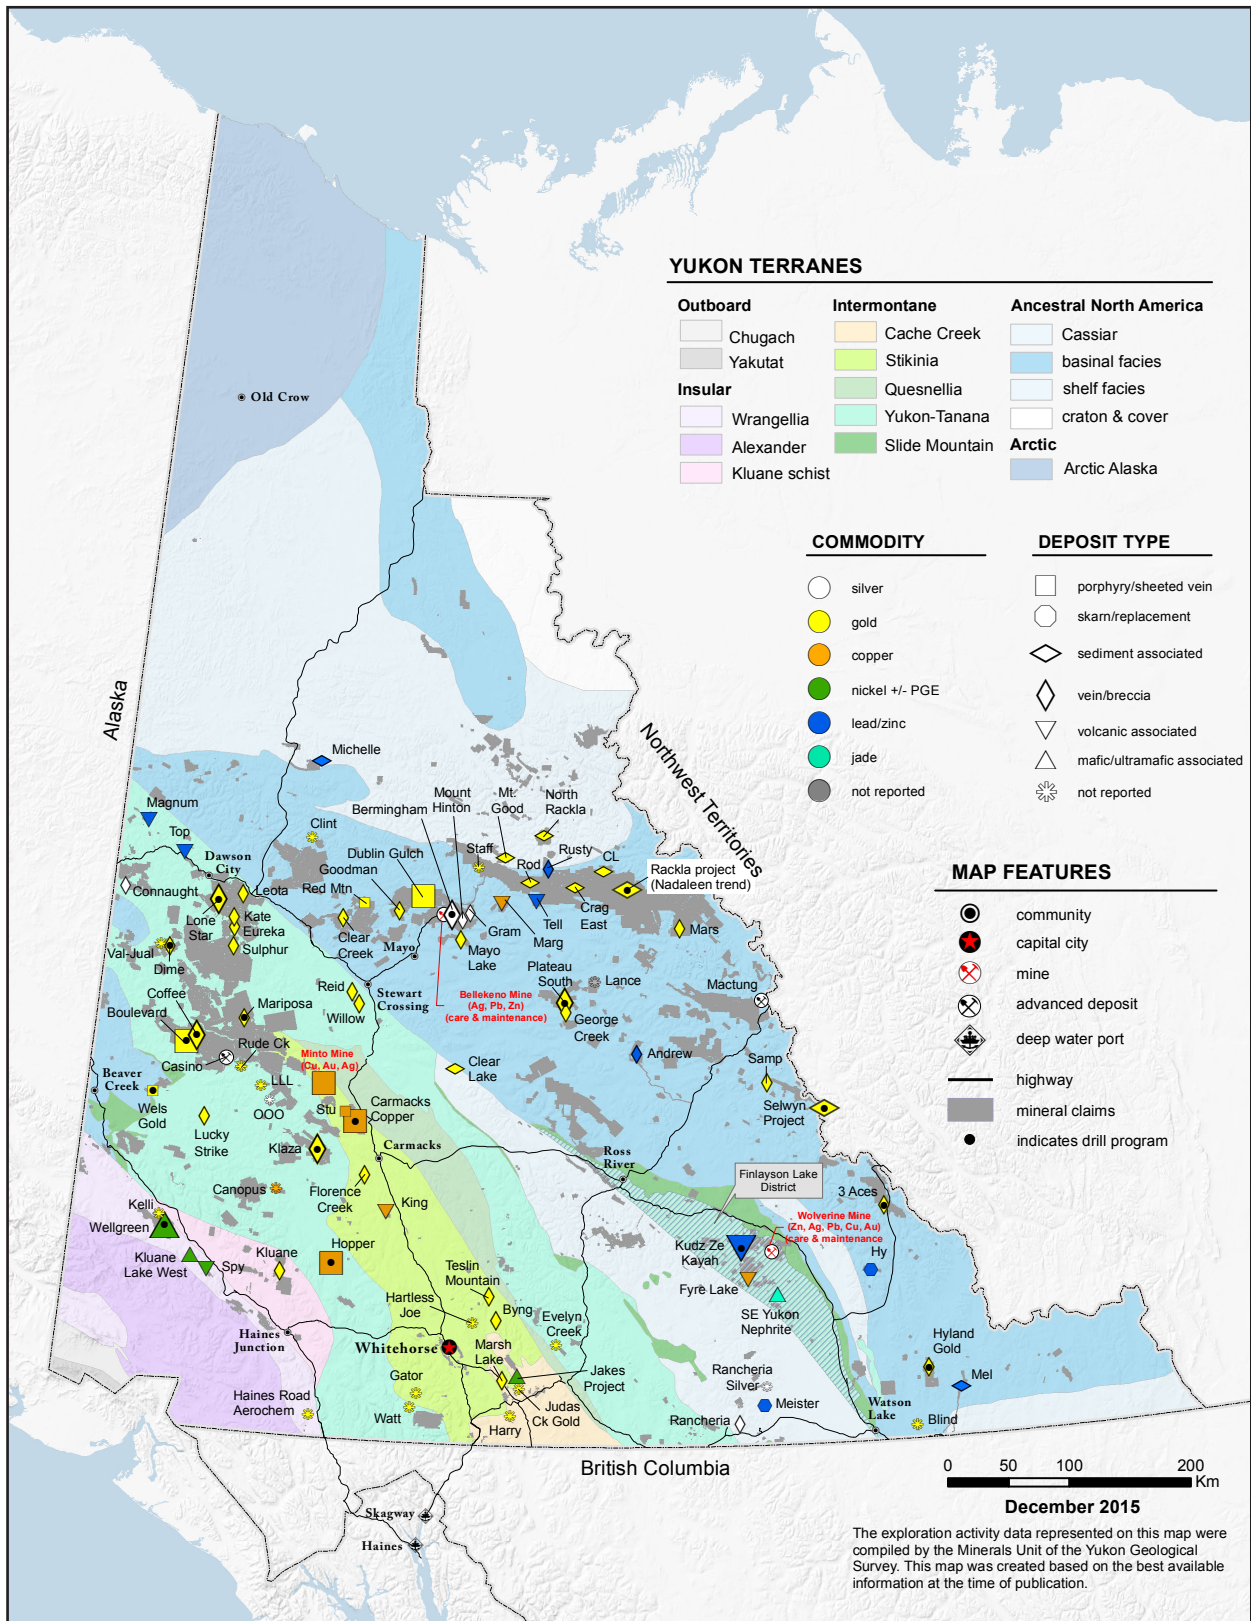 YUKON TERRANES
Outboard
Chugach
Yakutat
Insular
Wrangellia
Alexander
Kluane schist
Intermontane
Cache Creek
Stikinia
Quesnellia
Yukon-Tanana
Slide Mountain
Ancestral North America
Cassiar
basinal facies
shelf facies
craton & cover
Arctic
Arctic Alaska
COMMODITY
silver
gold
copper
nickel +/- PGE
lead/zinc
jade
not reported
DEPOSIT TYPE
porphyry/sheeted vein
skarn/replacement
sediment associated
vein/breccia
volcanic associated
mafic/ultramafic associated
not reported
MAP FEATURES
community
capital city
mine
advanced deposit
deep water port
highway
mineral claims
indicates drill program
Old Crow
Alaska
Northwest Territories
Michelle
Magnum
Top
Dawson
City
Connaught
Leota
Lone
Star
Kate
Eureka
Sulphur
Val-Jual
Dime
Coffee
Boulevard
Mariposa
Casino
Rude Ck
LLL
OOO
Beaver
Creek
Wels
Gold
Lucky
Strike
Clint
Red Mtn
Goodman
Dublin Gulch
Bermingham
Mount
Hinton
Mt.
Good
North
Rackla
Staff
Rod
Rusty
CL
Rackla project
(Nadaleen trend)
Crag
East
Tell
Marg
Gram
Mars
Clear
Creek
Mayo
Mayo
Lake
Stewart
Crossing
Reid
Willow
Bellekeno Mine
(Ag, Pb, Zn)
(care & maintenance)
Plateau
South
Lance
George
Creek
Mactung
Andrew
Samp
Selwyn
Project
Clear
Lake
Minto Mine
(Cu, Au, Ag)
Stu
Carmacks
Copper
Klaza
Carmacks
Florence
Creek
Canopus
King
Kelli
Wellgreen
Kluane
Lake West
Spy
Kluane
Hopper
Teslin
Mountain
Hartless
Joe
Byng
Evelyn
Creek
Haines
Junction
Whitehorse
Marsh
Lake
Jakes
Project
Gator
Watt
Judas
Ck Gold
Harry
Haines Road
Aerochem
Ross
River
Finlayson Lake
District
3 Aces
Wolverine Mine
(Zn, Ag, Pb, Cu, Au)
(care & maintenance
Kudz Ze
Kayah
Hy
Fyre Lake
SE Yukon
Nephrite
Rancheria
Silver
Meister
Rancheria
Watson
Lake
Hyland
Gold
Mel
Blind
British Columbia
Skagway
Haines
0 50 100 200
Km
December 2015
The exploration activity data represented on this map were
compiled by the Minerals Unit of the Yukon Geological
Survey. This map was created based on the best available
information at the time of publication.